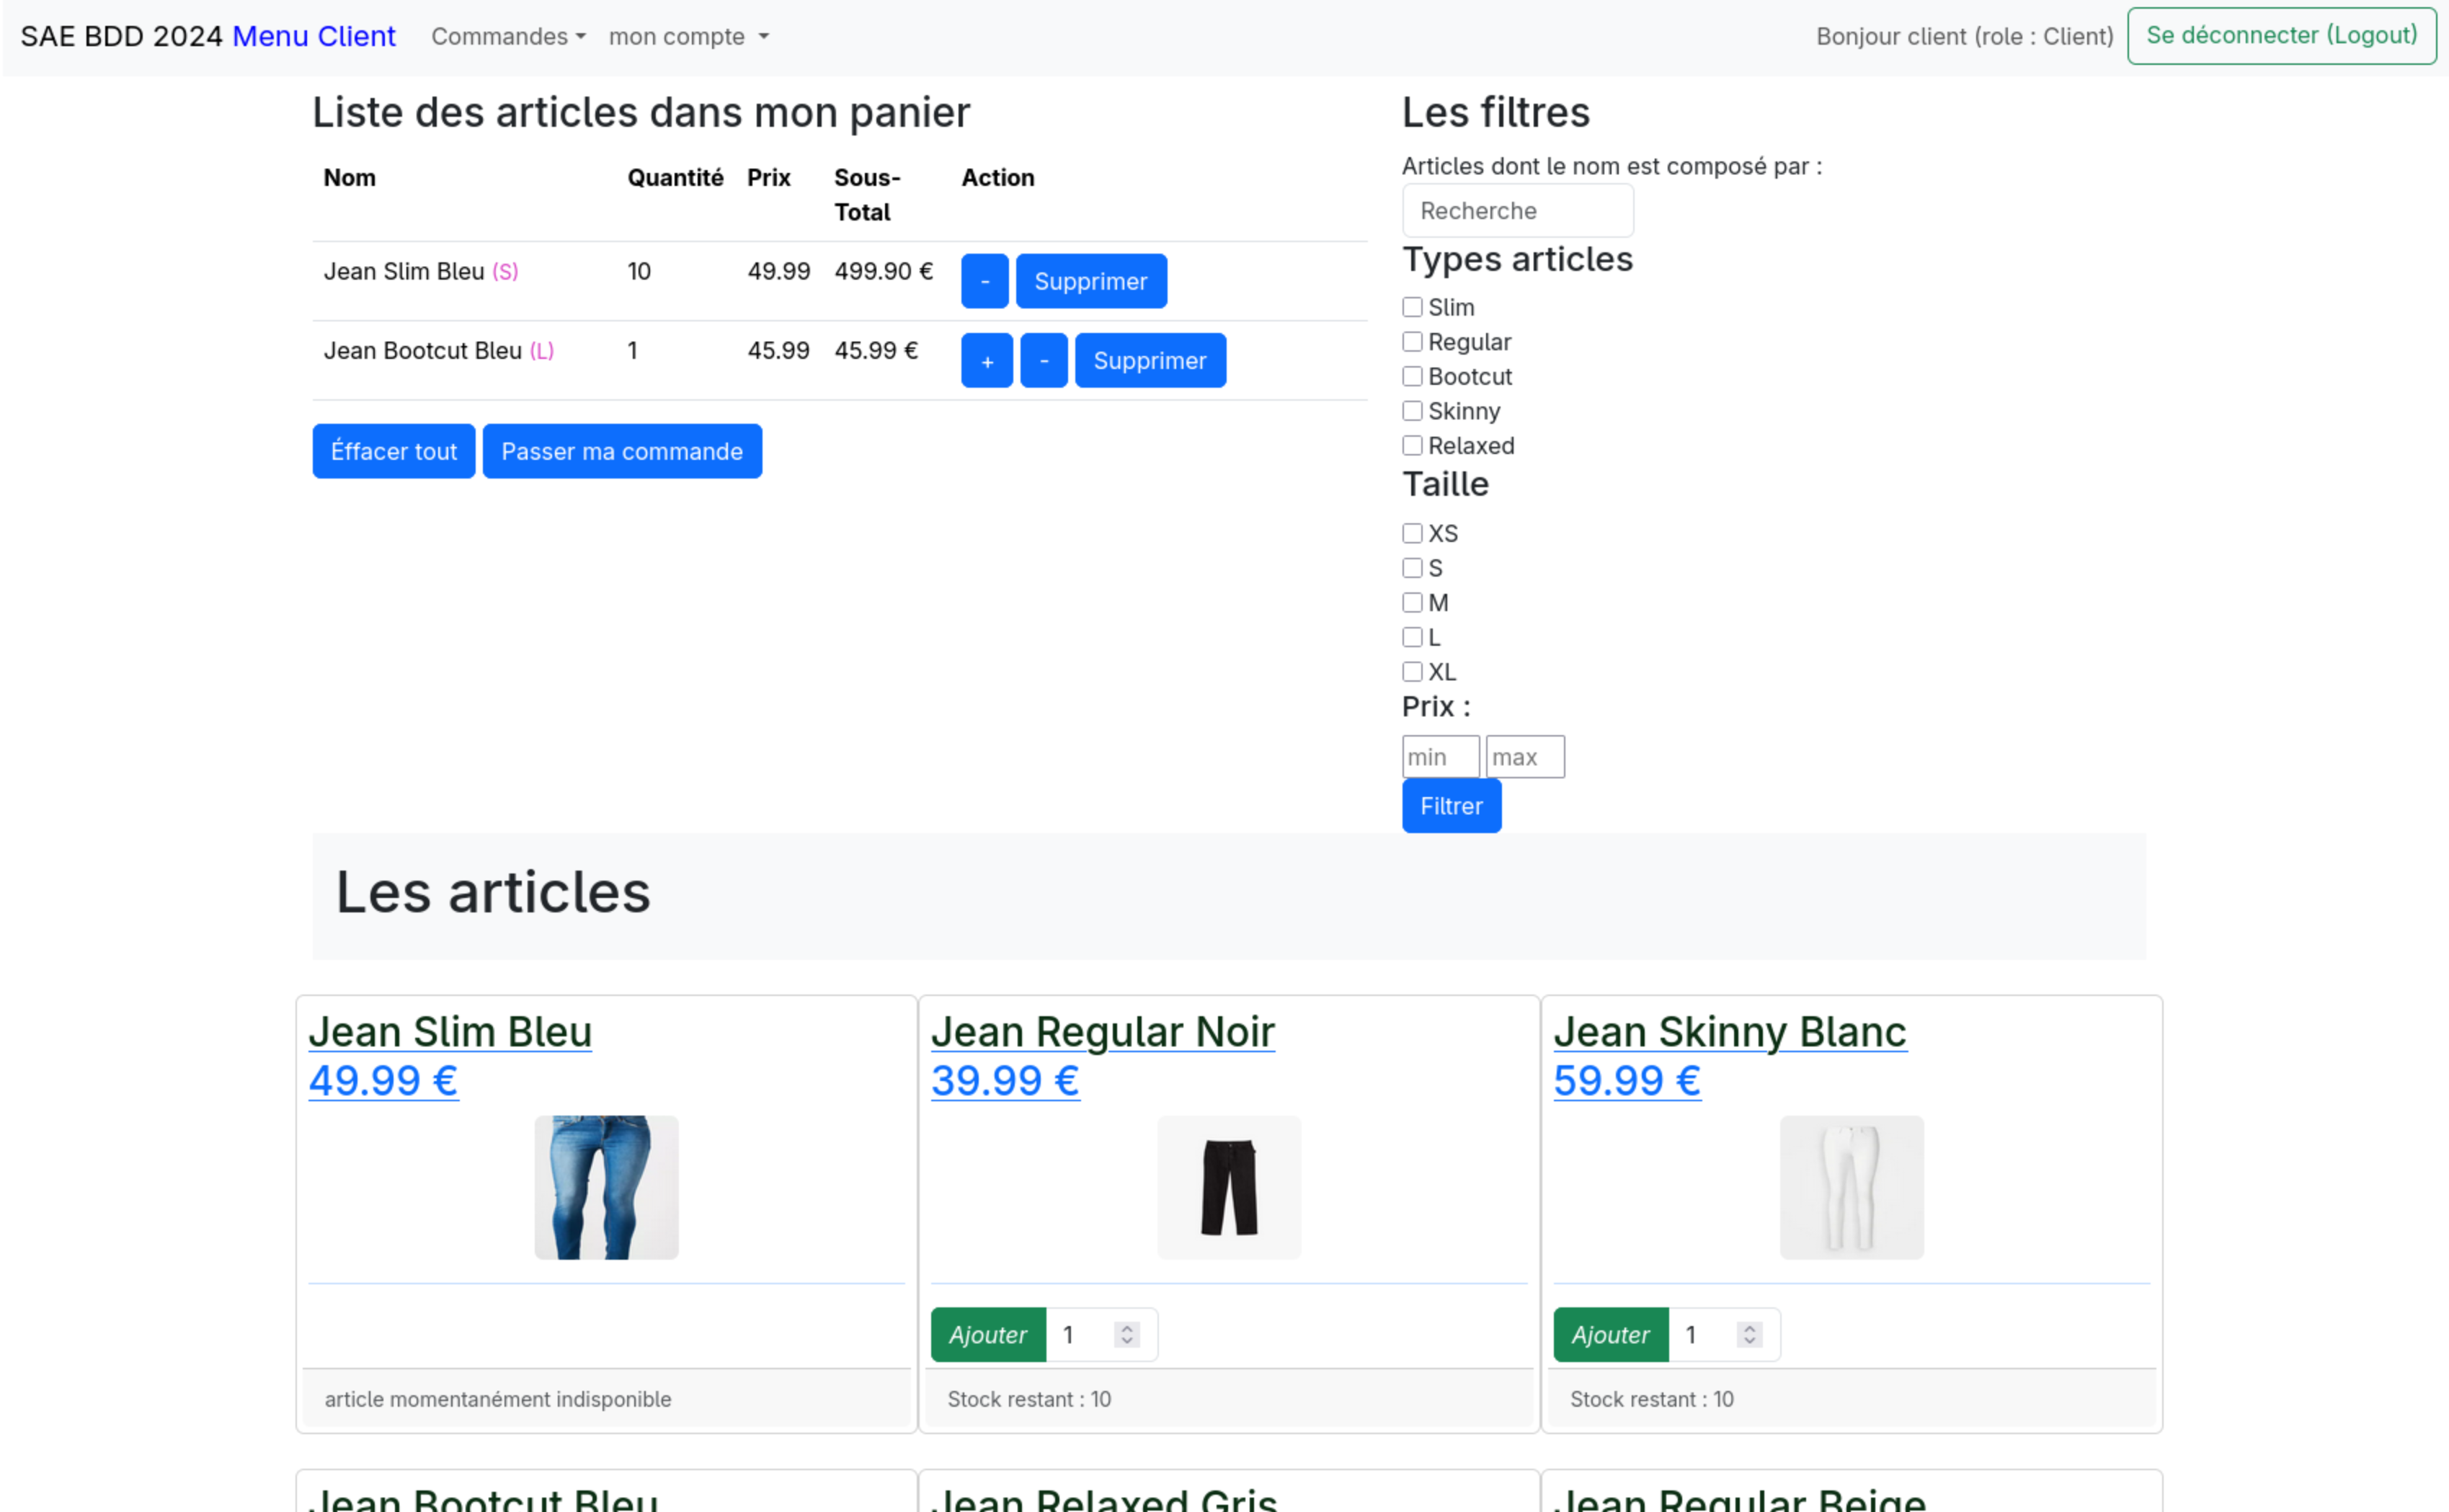 SAE BDD 2024 Menu Client Commandes mon compte Bonjour client (role : Client) Se déconnecter (Logout)
Liste des articles dans mon panier
Nom Quantité Prix Sous-Total Action
Jean Slim Bleu (S) 10 49.99 499.90 € - Supprimer
Jean Bootcut Bleu (L) 1 45.99 45.99 € + - Supprimer
Éffacer tout Passer ma commande
Les filtres
Articles dont le nom est composé par :
Recherche
Types articles
Slim
Regular
Bootcut
Skinny
Relaxed
Taille
XS
S
M
L
XL
Prix :
min max
Filtrer
Les articles
Jean Slim Bleu
49.99 €
article momentanément indisponible
Jean Regular Noir
39.99 €
Ajouter 1
Stock restant : 10
Jean Skinny Blanc
59.99 €
Ajouter 1
Stock restant : 10
Jean Bootcut Bleu
Jean Relaxed Gris
Jean Regular Beige